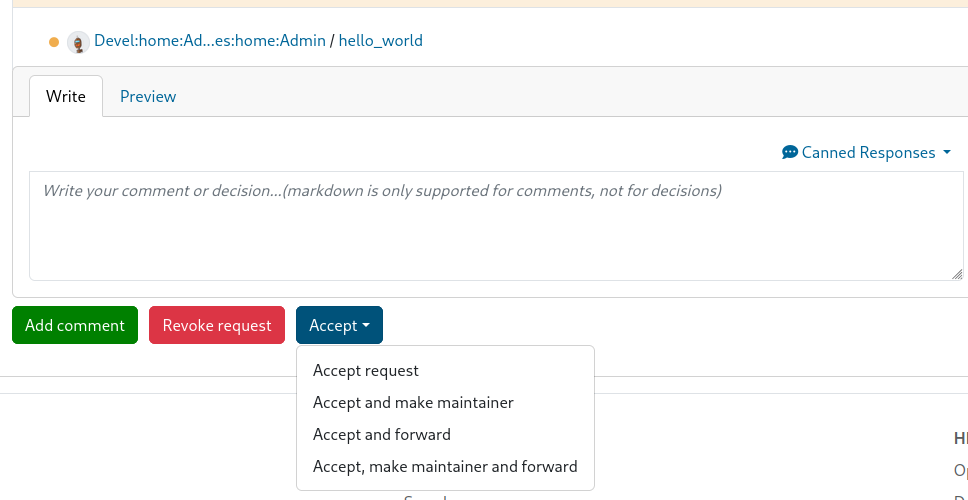 Devel:home:Ad...es:home:Admin / hello_world
Write Preview
Canned Responses
Write your comment or decision...(markdown is only supported for comments, not for decisions)
Add comment Revoke request Accept
Accept request
Accept and make maintainer
Accept and forward
Accept, make maintainer and forward